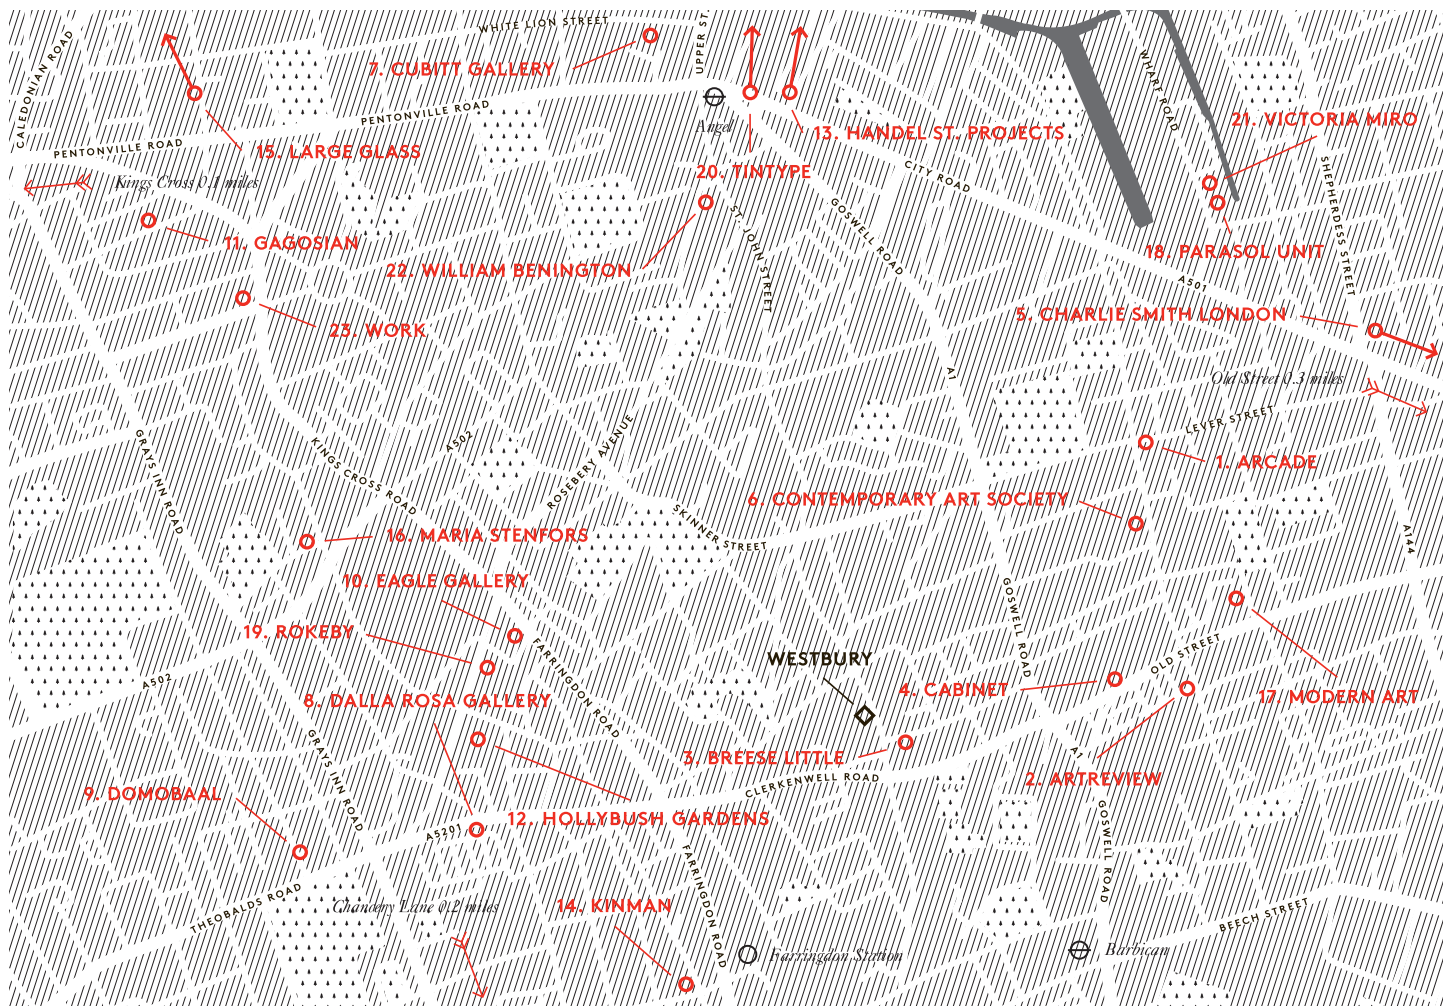 WHITE LION STREET
UPPER ST.
CALEDONIAN ROAD
7. CUBITT GALLERY
WHARF ROAD
PENTONVILLE ROAD
PENTONVILLE ROAD
Angel
13. HANDEL ST. PROJECTS
21. VICTORIA MIRO
15. LARGE GLASS
20. TINTYPE
CITY ROAD
SHEPHERDESS STREET
Kings Cross 0.1 miles
11. GAGOSIAN
ST. JOHN STREET
GOSWELL ROAD
18. PARASOL UNIT
22. WILLIAM BENINGTON
A501
5. CHARLIE SMITH LONDON
23. WORK
A1
Old Street 0.3 miles
LEVER STREET
GRAYS INN ROAD
KINGS CROSS ROAD
A502
ROSEBERY AVENUE
1. ARCADE
6. CONTEMPORARY ART SOCIETY
SKINNER STREET
16. MARIA STENFORS
A144
10. EAGLE GALLERY
GOSWELL ROAD
19. ROKEBY
FARRINGDON ROAD
WESTBURY
OLD STREET
A502
4. CABINET
17. MODERN ART
8. DALLA ROSA GALLERY
GRAYS INN ROAD
3. BREESE LITTLE
A1
2. ARTREVIEW
CLERKENWELL ROAD
9. DOMOBAAL
12. HOLLYBUSH GARDENS
A5201
GOSWELL ROAD
FARRINGDON ROAD
THEOBALDS ROAD
Chancery Lane 0.2 miles
14. KINMAN
BEECH STREET
Farringdon Station
Barbican